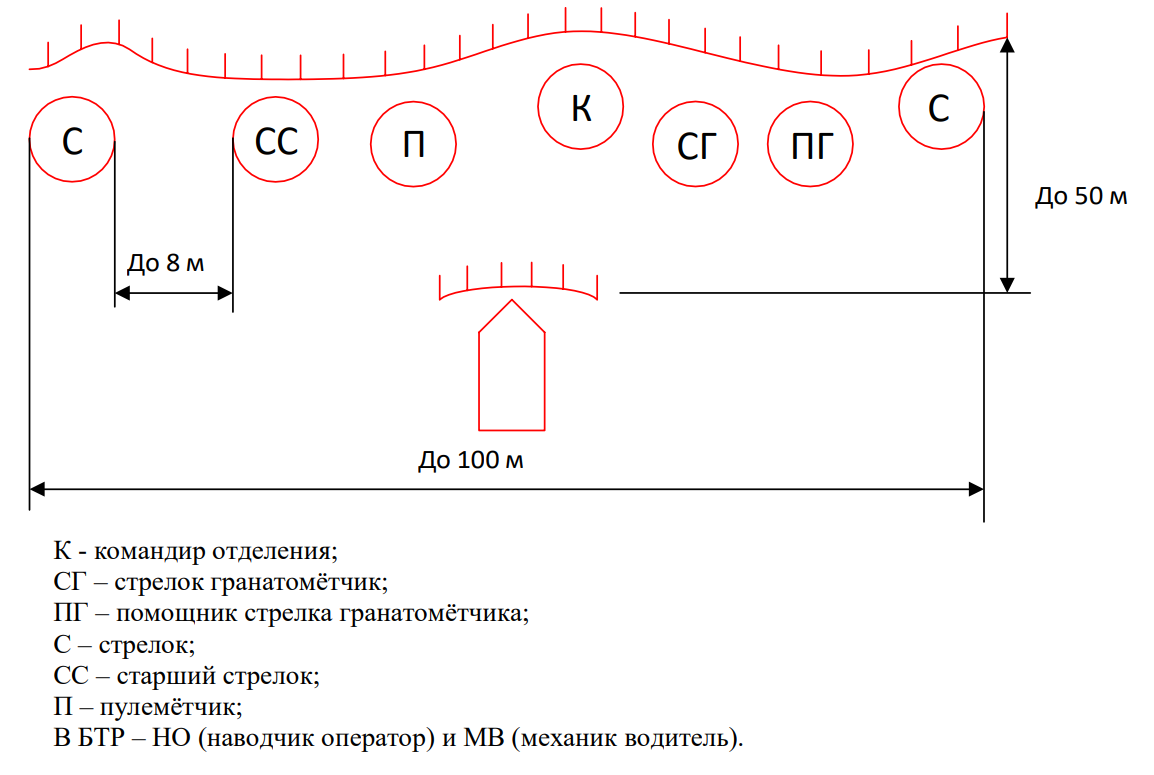 С СС П К СГ ПГ С
До 50 м
До 8 м
До 100 м
К - командир отделения;
СГ – стрелок гранатомётчик;
ПГ – помощник стрелка гранатомётчика;
С – стрелок;
СС – старший стрелок;
П – пулемётчик;
В БТР – НО (наводчик оператор) и МВ (механик водитель).